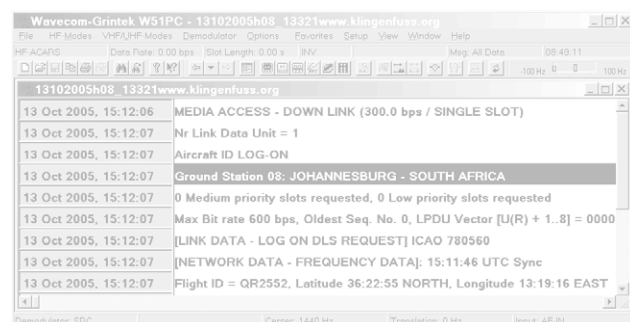 Wavecom-Grintek W51PC - 13102005h08_13321www.klingenfuss.org
File HF-Modes VHF/UHF-Modes Demodulator Options Favorites Setup View Window Help
HF-ACARS Data Rate: 0.00 bps Slot Length: 0.00 s INV Msg: All Data 08:49:11
-100 Hz 0 100 Hz
13102005h08_13321www.klingenfuss.org
13 Oct 2005, 15:12:06 MEDIA ACCESS - DOWN LINK (300.0 bps / SINGLE SLOT)
13 Oct 2005, 15:12:07 Nr Link Data Unit = 1
13 Oct 2005, 15:12:07 Aircraft ID LOG-ON
13 Oct 2005, 15:12:07 Ground Station 08: JOHANNESBURG - SOUTH AFRICA
13 Oct 2005, 15:12:07 0 Medium priority slots requested, 0 Low priority slots requested
13 Oct 2005, 15:12:07 Max Bit rate 600 bps, Oldest Seq. No. 0, LPDU Vector [U(R) + 1..8] = 0000
13 Oct 2005, 15:12:07 [LINK DATA - LOG ON DLS REQUEST] ICAO 780560
13 Oct 2005, 15:12:07 [NETWORK DATA - FREQUENCY DATA]: 15:11:46 UTC Sync
13 Oct 2005, 15:12:07 Flight ID = QR2552, Latitude 36:22:55 NORTH, Longitude 13:19:16 EAST
Demodulator: SPC Center: 1440 Hz Translation: 0 Hz Input: AF-IN